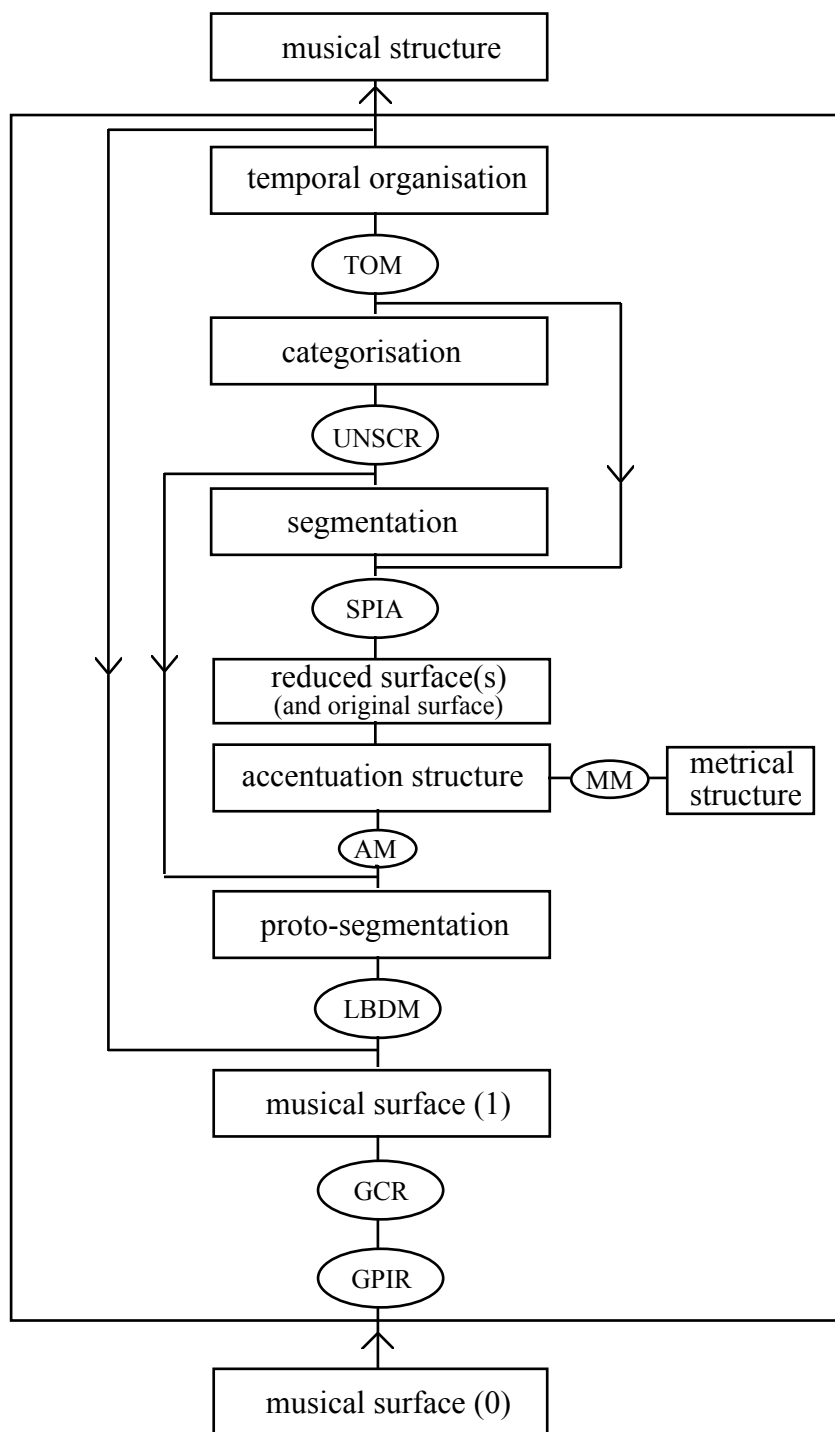 musical structure
temporal organisation
TOM
categorisation
UNSCR
segmentation
SPIA
reduced surface(s)
(and original surface)
accentuation structure
MM
metrical
structure
AM
proto-segmentation
LBDM
musical surface (1)
GCR
GPIR
musical surface (0)